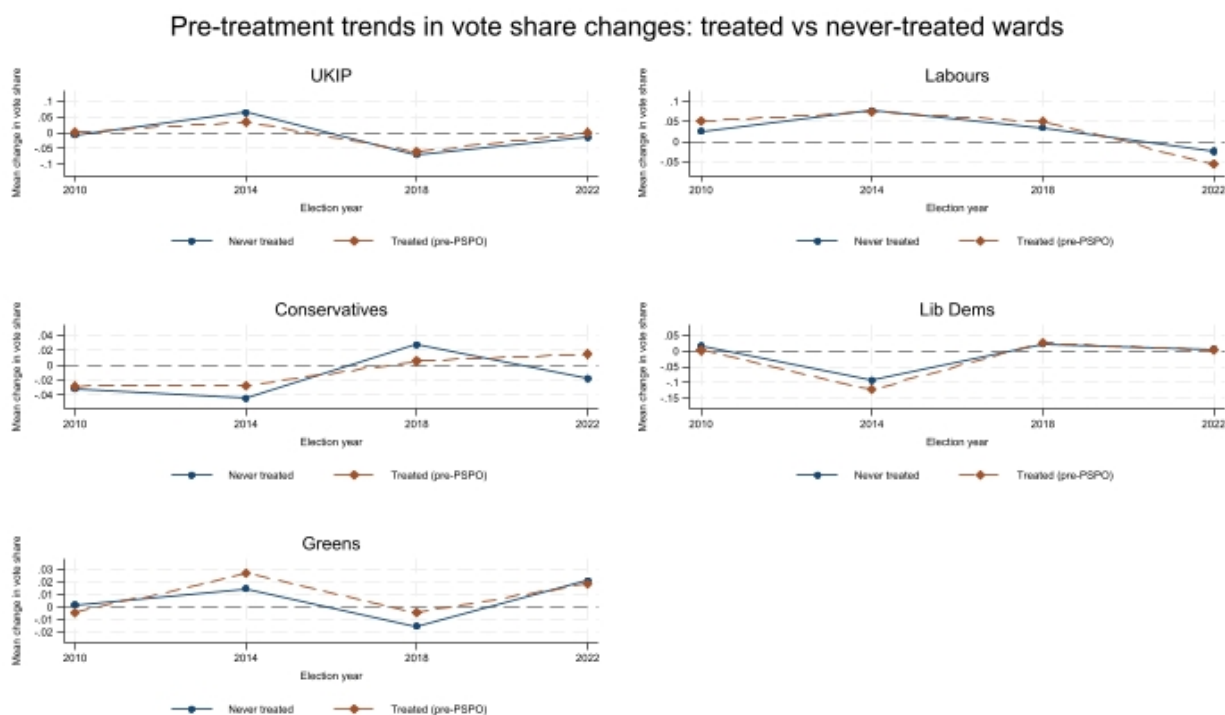 Pre-treatment trends in vote share changes: treated vs never-treated wards
UKIP
Mean change in vote share
.1
.05
0
-.05
-.1
2010 2014 2018 2022
Election year
Never treated Treated (pre-PSPO)
Labours
Mean change in vote share
.1
.05
0
-.05
2010 2014 2018 2022
Election year
Never treated Treated (pre-PSPO)
Conservatives
Mean change in vote share
.04
.02
0
-.02
-.04
2010 2014 2018 2022
Election year
Never treated Treated (pre-PSPO)
Lib Dems
Mean change in vote share
.05
0
-.05
-.1
-.15
2010 2014 2018 2022
Election year
Never treated Treated (pre-PSPO)
Greens
Mean change in vote share
.03
.02
.01
0
-.01
-.02
2010 2014 2018 2022
Election year
Never treated Treated (pre-PSPO)